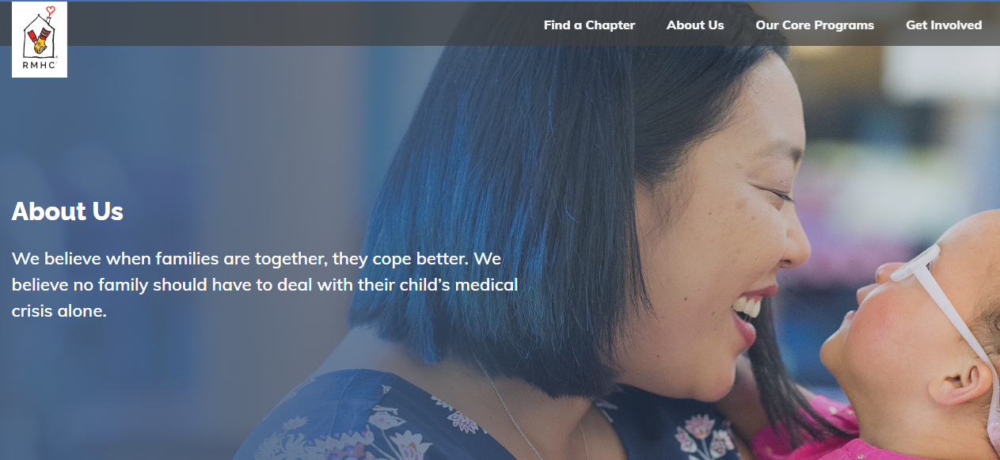 RMHC
Find a Chapter
About Us
Our Core Programs
Get Involved
About Us
We believe when families are together, they cope better. We
believe no family should have to deal with their child’s medical
crisis alone.